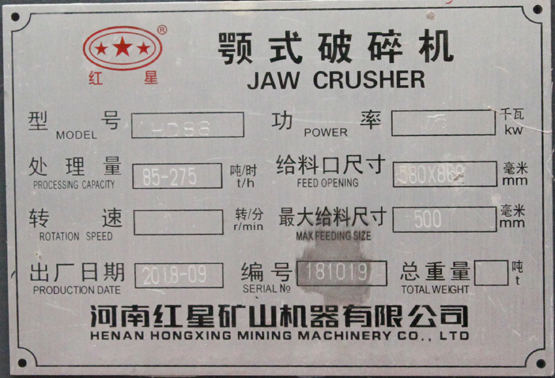 红星 ®
颚式破碎机
JAW CRUSHER
型号 MODEL
功率 POWER 千瓦 kw
处理量 PROCESSING CAPACITY 85-275 吨/时 t/h
给料口尺寸 FEED OPENING 毫米 mm
转速 ROTATION SPEED 转/分 r/min
最大给料尺寸 MAX FEEDING SIZE 500 毫米 mm
出厂日期 PRODUCTION DATE 2018-09
编号 SERIAL No 181019
总重量 TOTAL WEIGHT 吨 t
河南红星矿山机器有限公司
HENAN HONGXING MINING MACHINERY CO., LTD